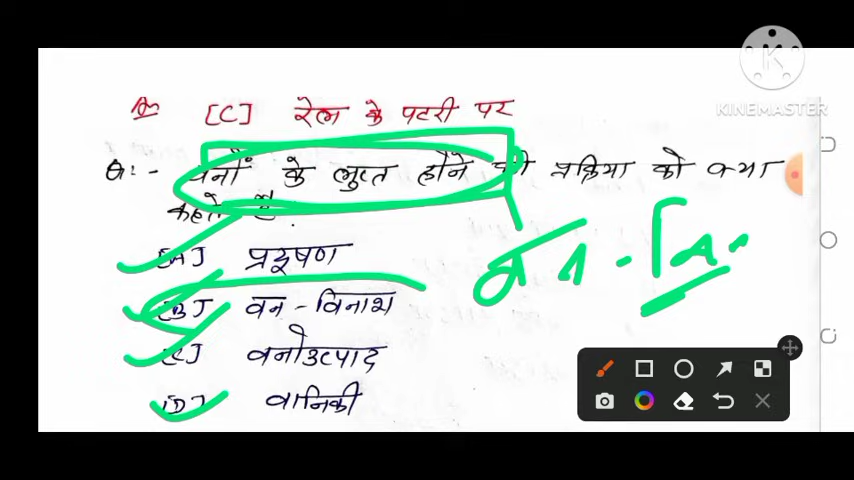 KINEMASTER
[C] रेल के पटरी पर
Q:- वनों के लुप्त होने की प्रक्रिया को क्या
कहते है.
[A] प्रदूषण
[B] वन - विनाश
[C] वनोउत्पाद
[D] वानिकी
वन - वि